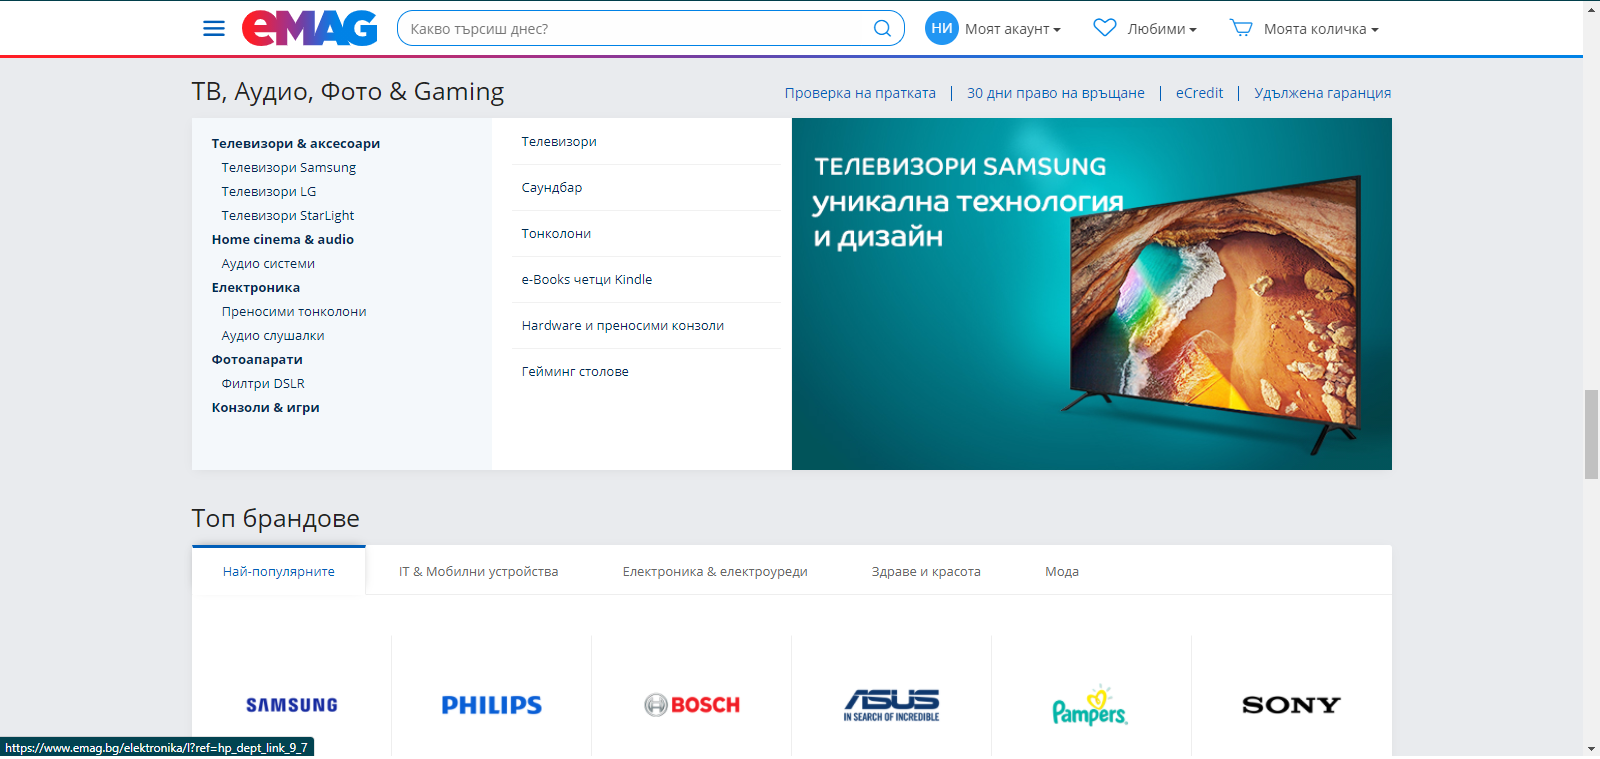 eMAG
Какво търсиш днес?
НИ
Моят акаунт
Любими
Моята количка
ТВ, Аудио, Фото & Gaming
Проверка на пратката
30 дни право на връщане
eCredit
Удължена гаранция
Телевизори & аксесоари
Телевизори Samsung
Телевизори LG
Телевизори StarLight
Home cinema & audio
Аудио системи
Електроника
Преносими тонколони
Аудио слушалки
Фотоапарати
Филтри DSLR
Конзоли & игри
Телевизори
Саундбар
Тонколони
e-Books четци Kindle
Hardware и преносими конзоли
Гейминг столове
ТЕЛЕВИЗОРИ SAMSUNG
уникална технология
и дизайн
Топ брандове
Най-популярните
IT & Мобилни устройства
Електроника & електроуреди
Здраве и красота
Мода
SAMSUNG
PHILIPS
BOSCH
ASUS
IN SEARCH OF INCREDIBLE
Pampers
SONY
https://www.emag.bg/elektronika/l?ref=hp_dept_link_9_7